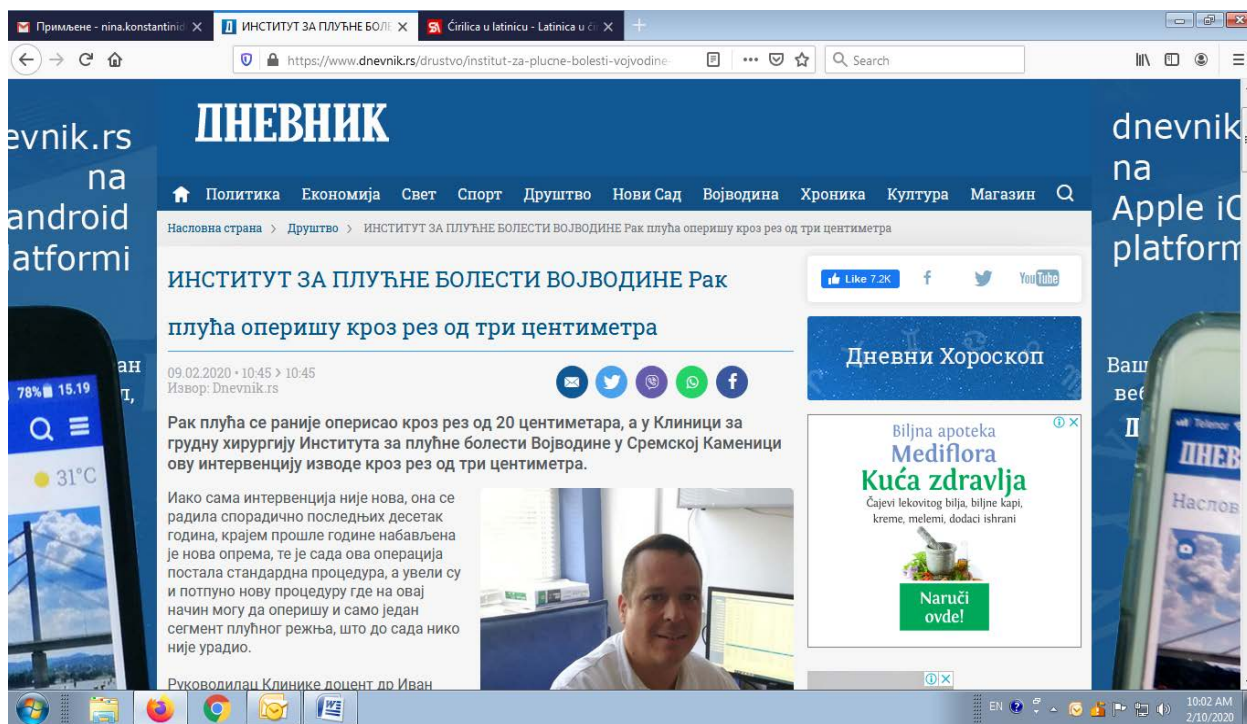 Примљене - nina.konstantinid
ИНСТИТУТ ЗА ПЛУЋНЕ БОЛЕ
Ćirilica u latinicu - Latinica u ći
https://www.dnevnik.rs/drustvo/institut-za-plucne-bolesti-vojvodine-
Search
evnik.rs
na
android
latformi
78% 15.19
31°C
ДНЕВНИК
Политика Економија Свет Спорт Друштво Нови Сад Војводина Хроника Култура Магазин
Насловна страна > Друштво > ИНСТИТУТ ЗА ПЛУЋНЕ БОЛЕСТИ ВОЈВОДИНЕ Рак плућа оперишу кроз рез од три центиметра
ИНСТИТУТ ЗА ПЛУЋНЕ БОЛЕСТИ ВОЈВОДИНЕ Рак
плућа оперишу кроз рез од три центиметра
09.02.2020 • 10:45 > 10:45
Извор: Dnevnik.rs
Рак плућа се раније оперисао кроз рез од 20 центиметара, а у Клиници за
грудну хирургију Института за плућне болести Војводине у Сремској Каменици
ову интервенцију изводе кроз рез од три центиметра.
Иако сама интервенција није нова, она се
радила спорадично последњих десетак
година, крајем прошле године набављена
је нова опрема, те је сада ова операција
постала стандардна процедура, а увели су
и потпуно нову процедуру где на овај
начин могу да оперишу и само један
сегмент плућног режња, што до сада нико
није урадио.
Руководилац Клинике доцент др Иван
Like 7.2K
YouTube
Дневни Хороскоп
Biljna apoteka
Mediflora
Kuća zdravlja
Čajevi lekovitog bilja, biljne kapi,
kreme, melemi, dodaci ishrani
Naruči
ovde!
dnevnik
na
Apple iO
platform
Ваш
веб
Telenor
ДНЕВ
Наслов
EN
10:02 AM
2/10/2020